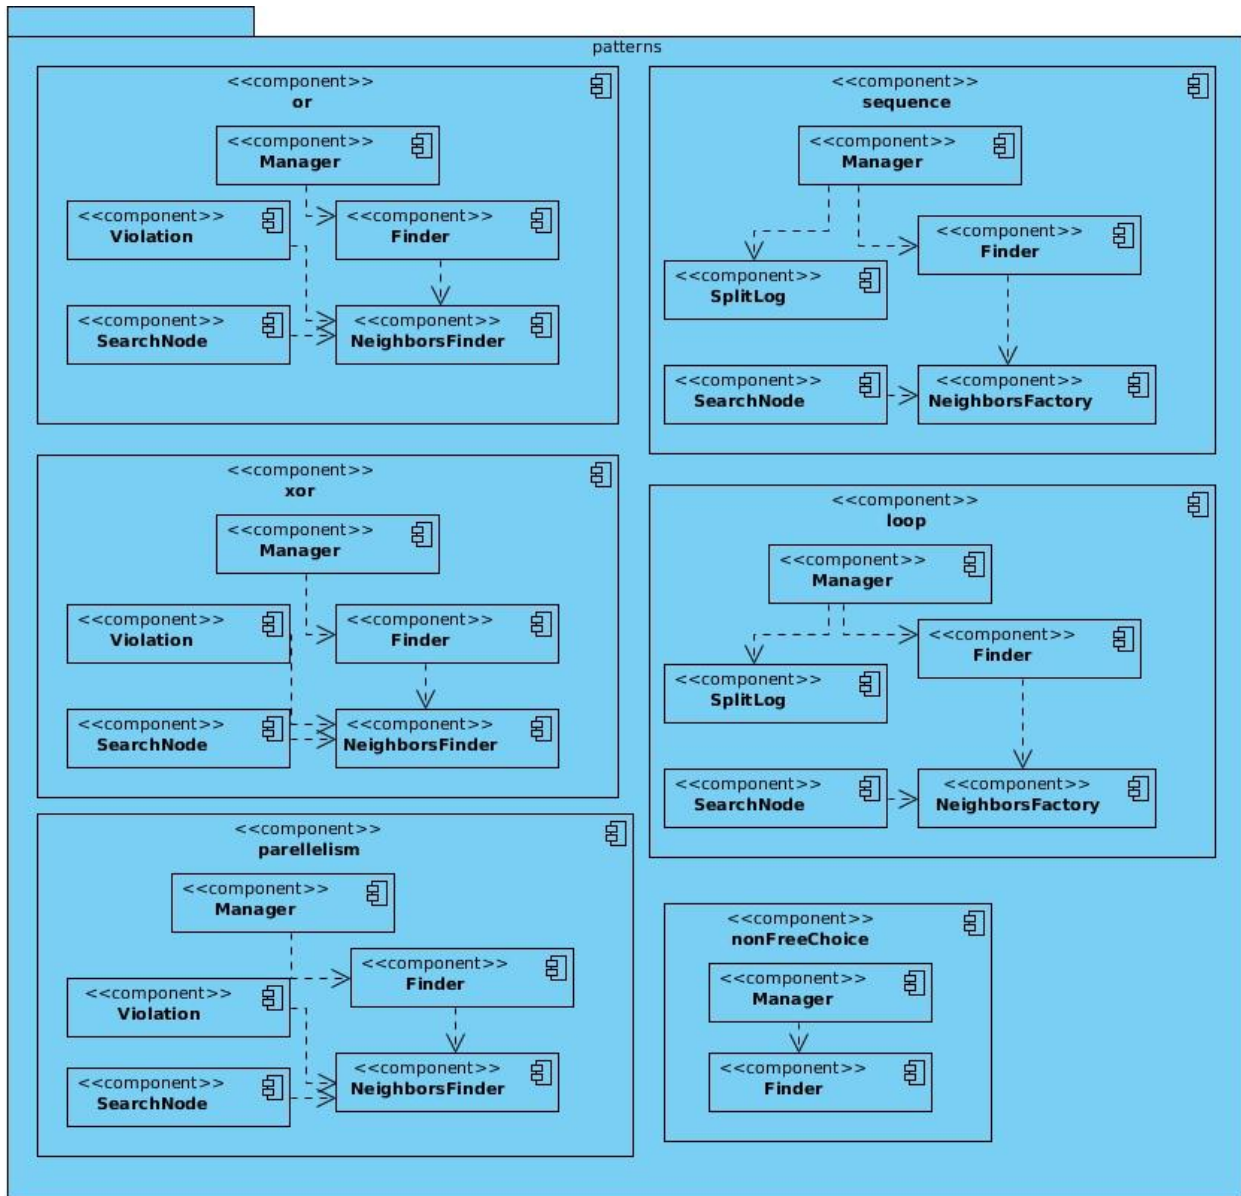 patterns
<<component>>
or
<<component>>
Manager
<<component>>
Violation
<<component>>
Finder
<<component>>
SearchNode
<<component>>
NeighborsFinder
<<component>>
sequence
<<component>>
Manager
<<component>>
Finder
<<component>>
SplitLog
<<component>>
SearchNode
<<component>>
NeighborsFactory
<<component>>
xor
<<component>>
Manager
<<component>>
Violation
<<component>>
Finder
<<component>>
SearchNode
<<component>>
NeighborsFinder
<<component>>
loop
<<component>>
Manager
<<component>>
Finder
<<component>>
SplitLog
<<component>>
SearchNode
<<component>>
NeighborsFactory
<<component>>
parellelism
<<component>>
Manager
<<component>>
Finder
<<component>>
Violation
<<component>>
SearchNode
<<component>>
NeighborsFinder
<<component>>
nonFreeChoice
<<component>>
Manager
<<component>>
Finder